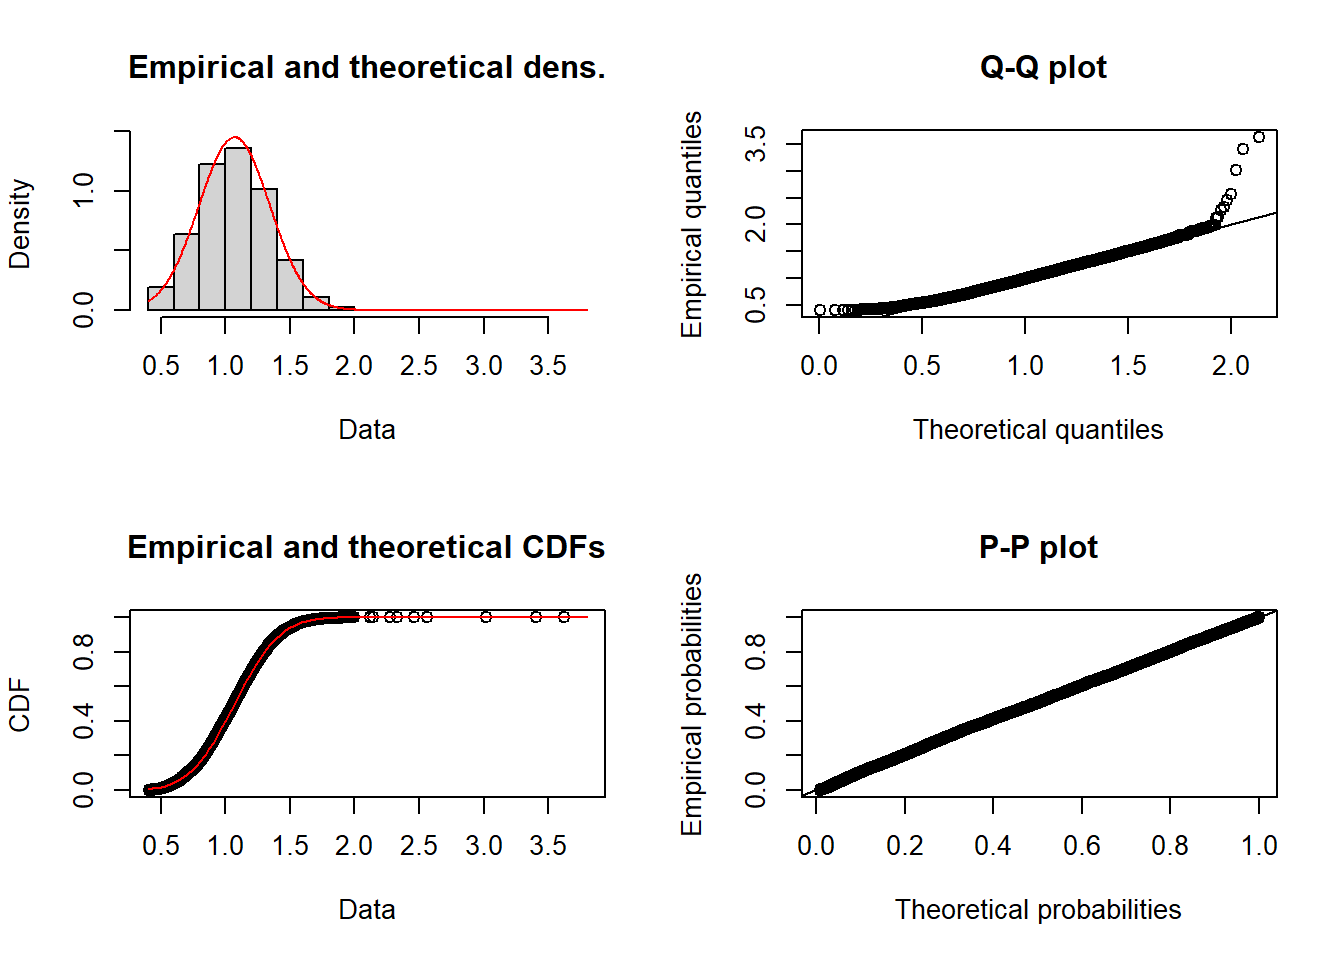 Empirical and theoretical dens.
Density
0.0 1.0
0.5 1.0 1.5 2.0 2.5 3.0 3.5
Data
Q-Q plot
Empirical quantiles
0.5 2.0 3.5
0.0 0.5 1.0 1.5 2.0
Theoretical quantiles
Empirical and theoretical CDFs
CDF
0.0 0.4 0.8
0.5 1.0 1.5 2.0 2.5 3.0 3.5
Data
P-P plot
Empirical probabilities
0.0 0.4 0.8
0.0 0.2 0.4 0.6 0.8 1.0
Theoretical probabilities